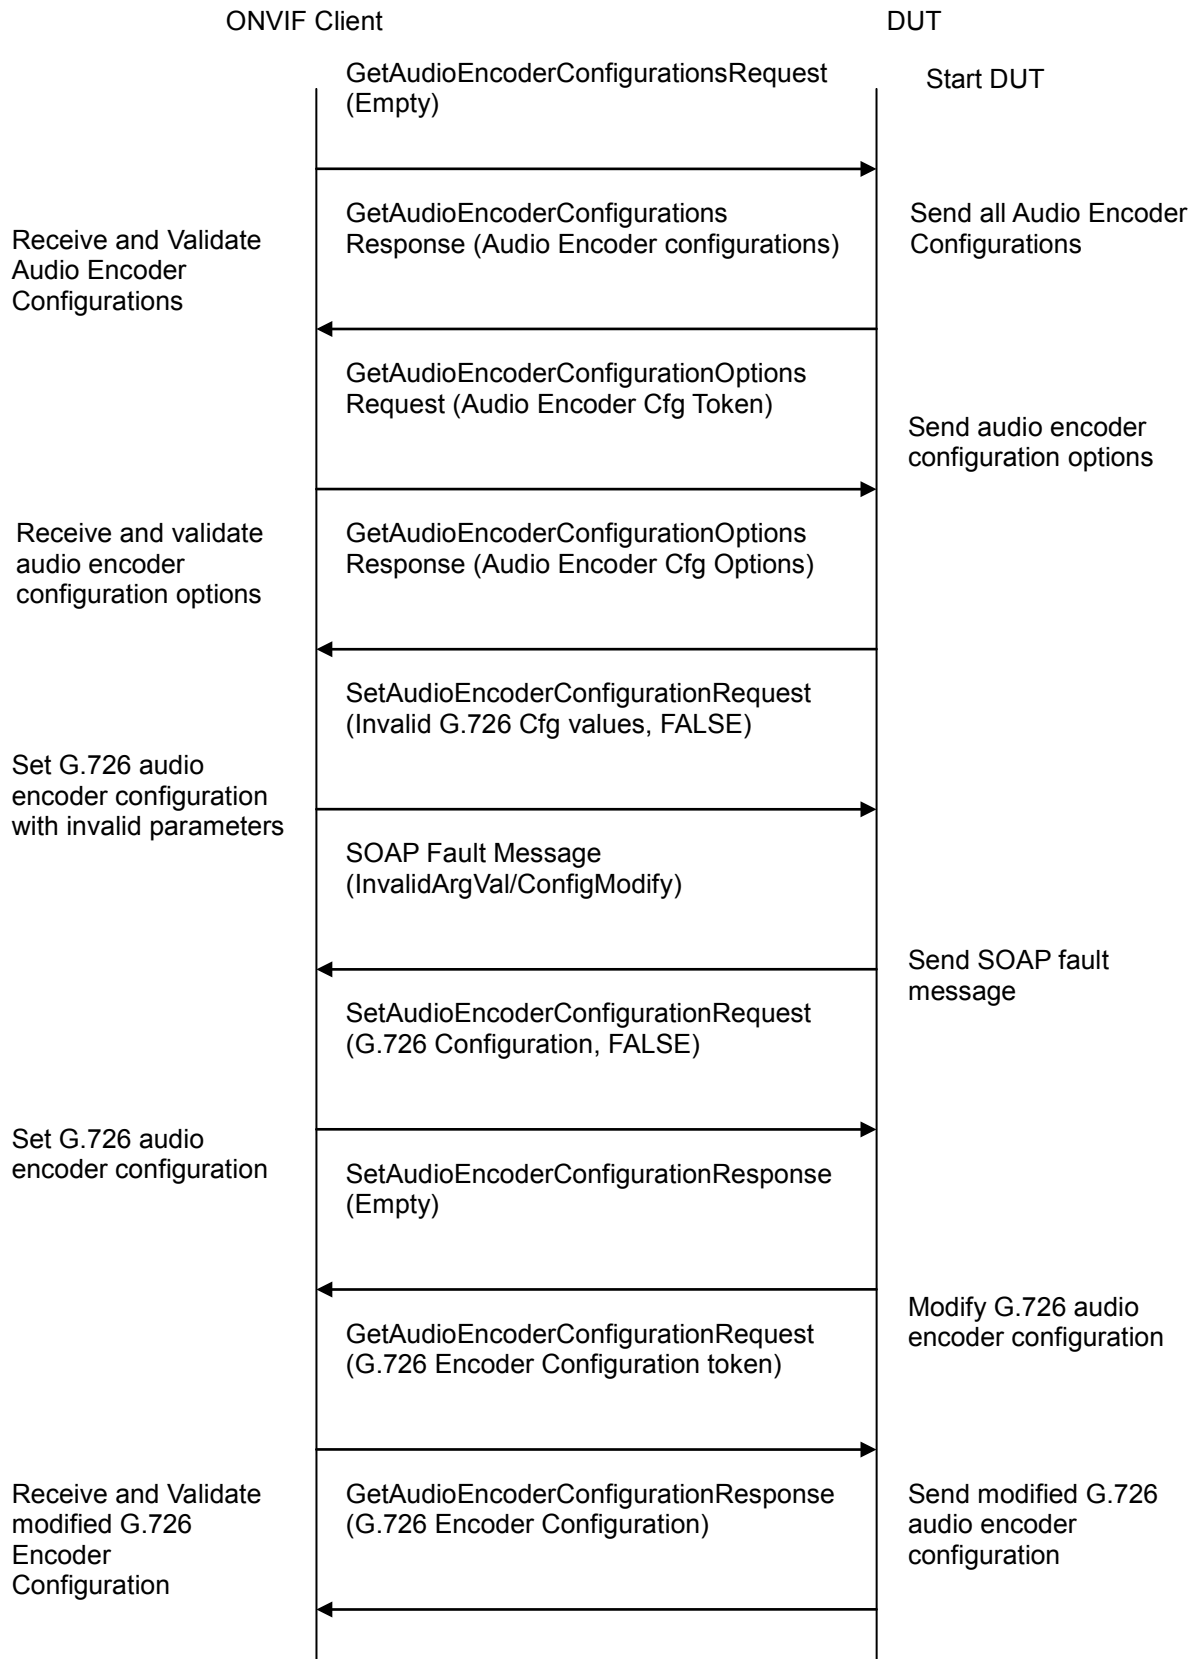 ONVIF Client
DUT
GetAudioEncoderConfigurationsRequest
(Empty)
Start DUT
GetAudioEncoderConfigurations
Response (Audio Encoder configurations)
Send all Audio Encoder
Configurations
Receive and Validate
Audio Encoder
Configurations
GetAudioEncoderConfigurationOptions
Request (Audio Encoder Cfg Token)
Send audio encoder
configuration options
Receive and validate
audio encoder
configuration options
GetAudioEncoderConfigurationOptions
Response (Audio Encoder Cfg Options)
SetAudioEncoderConfigurationRequest
(Invalid G.726 Cfg values, FALSE)
Set G.726 audio
encoder configuration
with invalid parameters
SOAP Fault Message
(InvalidArgVal/ConfigModify)
Send SOAP fault
message
SetAudioEncoderConfigurationRequest
(G.726 Configuration, FALSE)
Set G.726 audio
encoder configuration
SetAudioEncoderConfigurationResponse
(Empty)
Modify G.726 audio
encoder configuration
GetAudioEncoderConfigurationRequest
(G.726 Encoder Configuration token)
Receive and Validate
modified G.726
Encoder
Configuration
GetAudioEncoderConfigurationResponse
(G.726 Encoder Configuration)
Send modified G.726
audio encoder
configuration